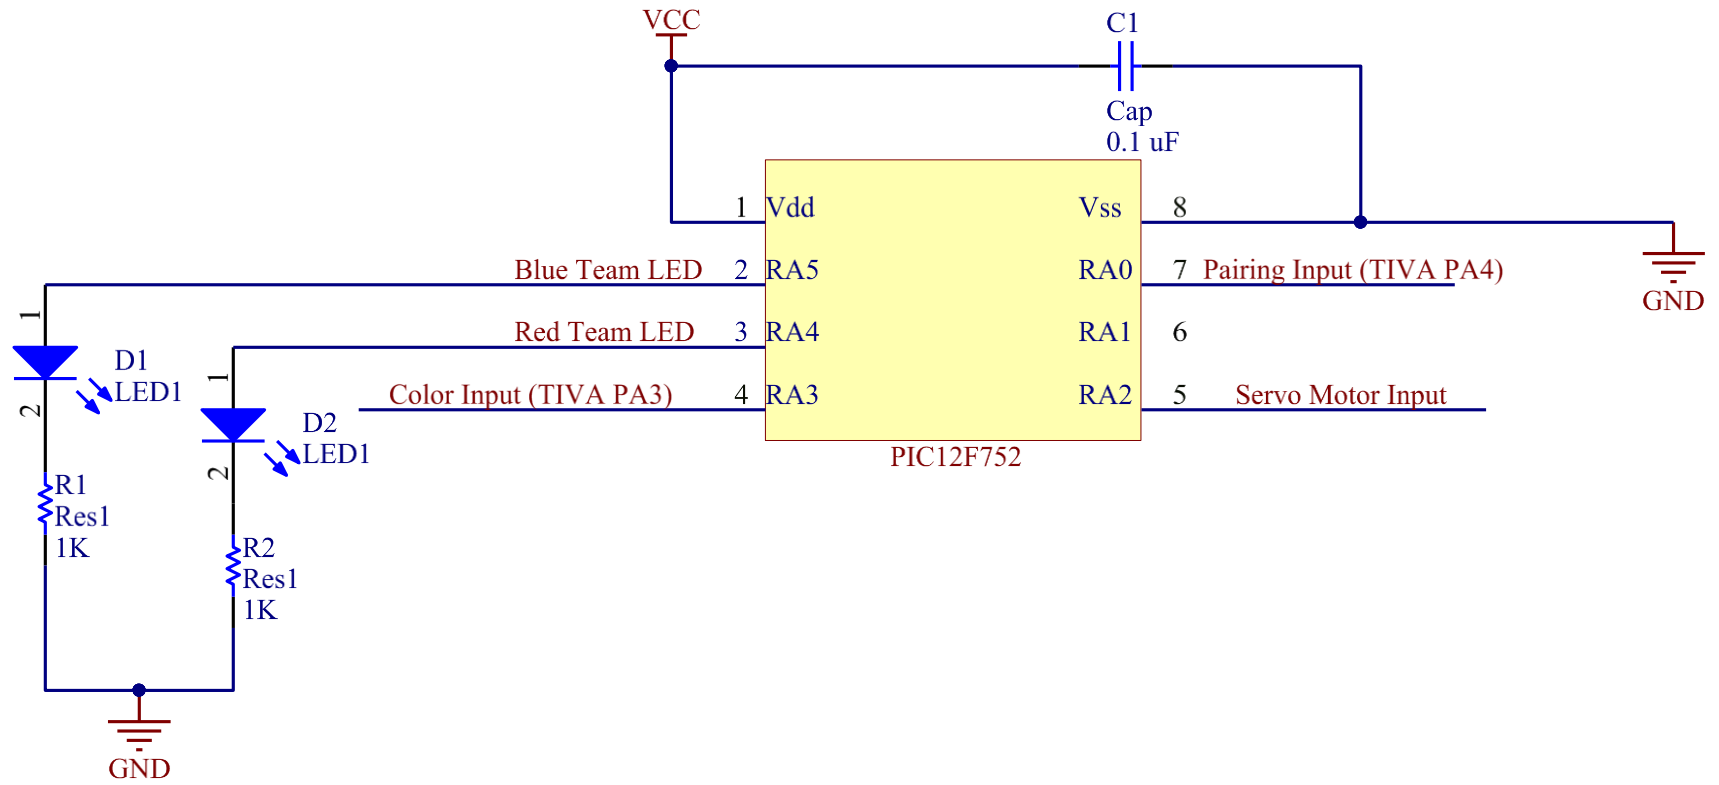 VCC
C1
Cap
0.1 uF
1 Vdd
Vss 8
Blue Team LED 2 RA5
RA0 7 Pairing Input (TIVA PA4)
GND
Red Team LED 3 RA4
RA1 6
Color Input (TIVA PA3) 4 RA3
RA2 5 Servo Motor Input
PIC12F752
1
D1
LED1
2
1
D2
LED1
2
R1
Res1
1K
R2
Res1
1K
GND